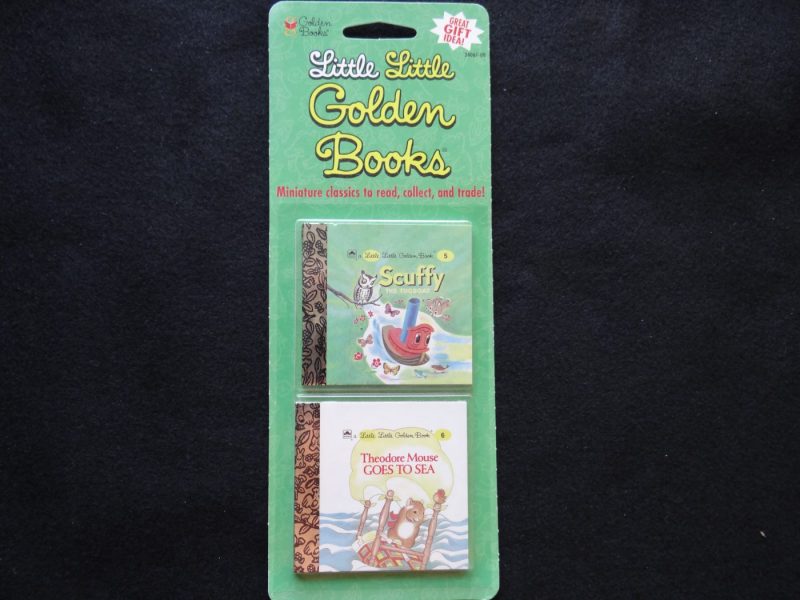 Golden
Books®
GREAT
GIFT
IDEA!
Little Little
Golden
Books
Miniature classics to read, collect, and trade!
a Little Little Golden Book® 5
Scuffy
THE TUGBOAT
a Little Little Golden Book® 6
Theodore Mouse
GOES TO SEA